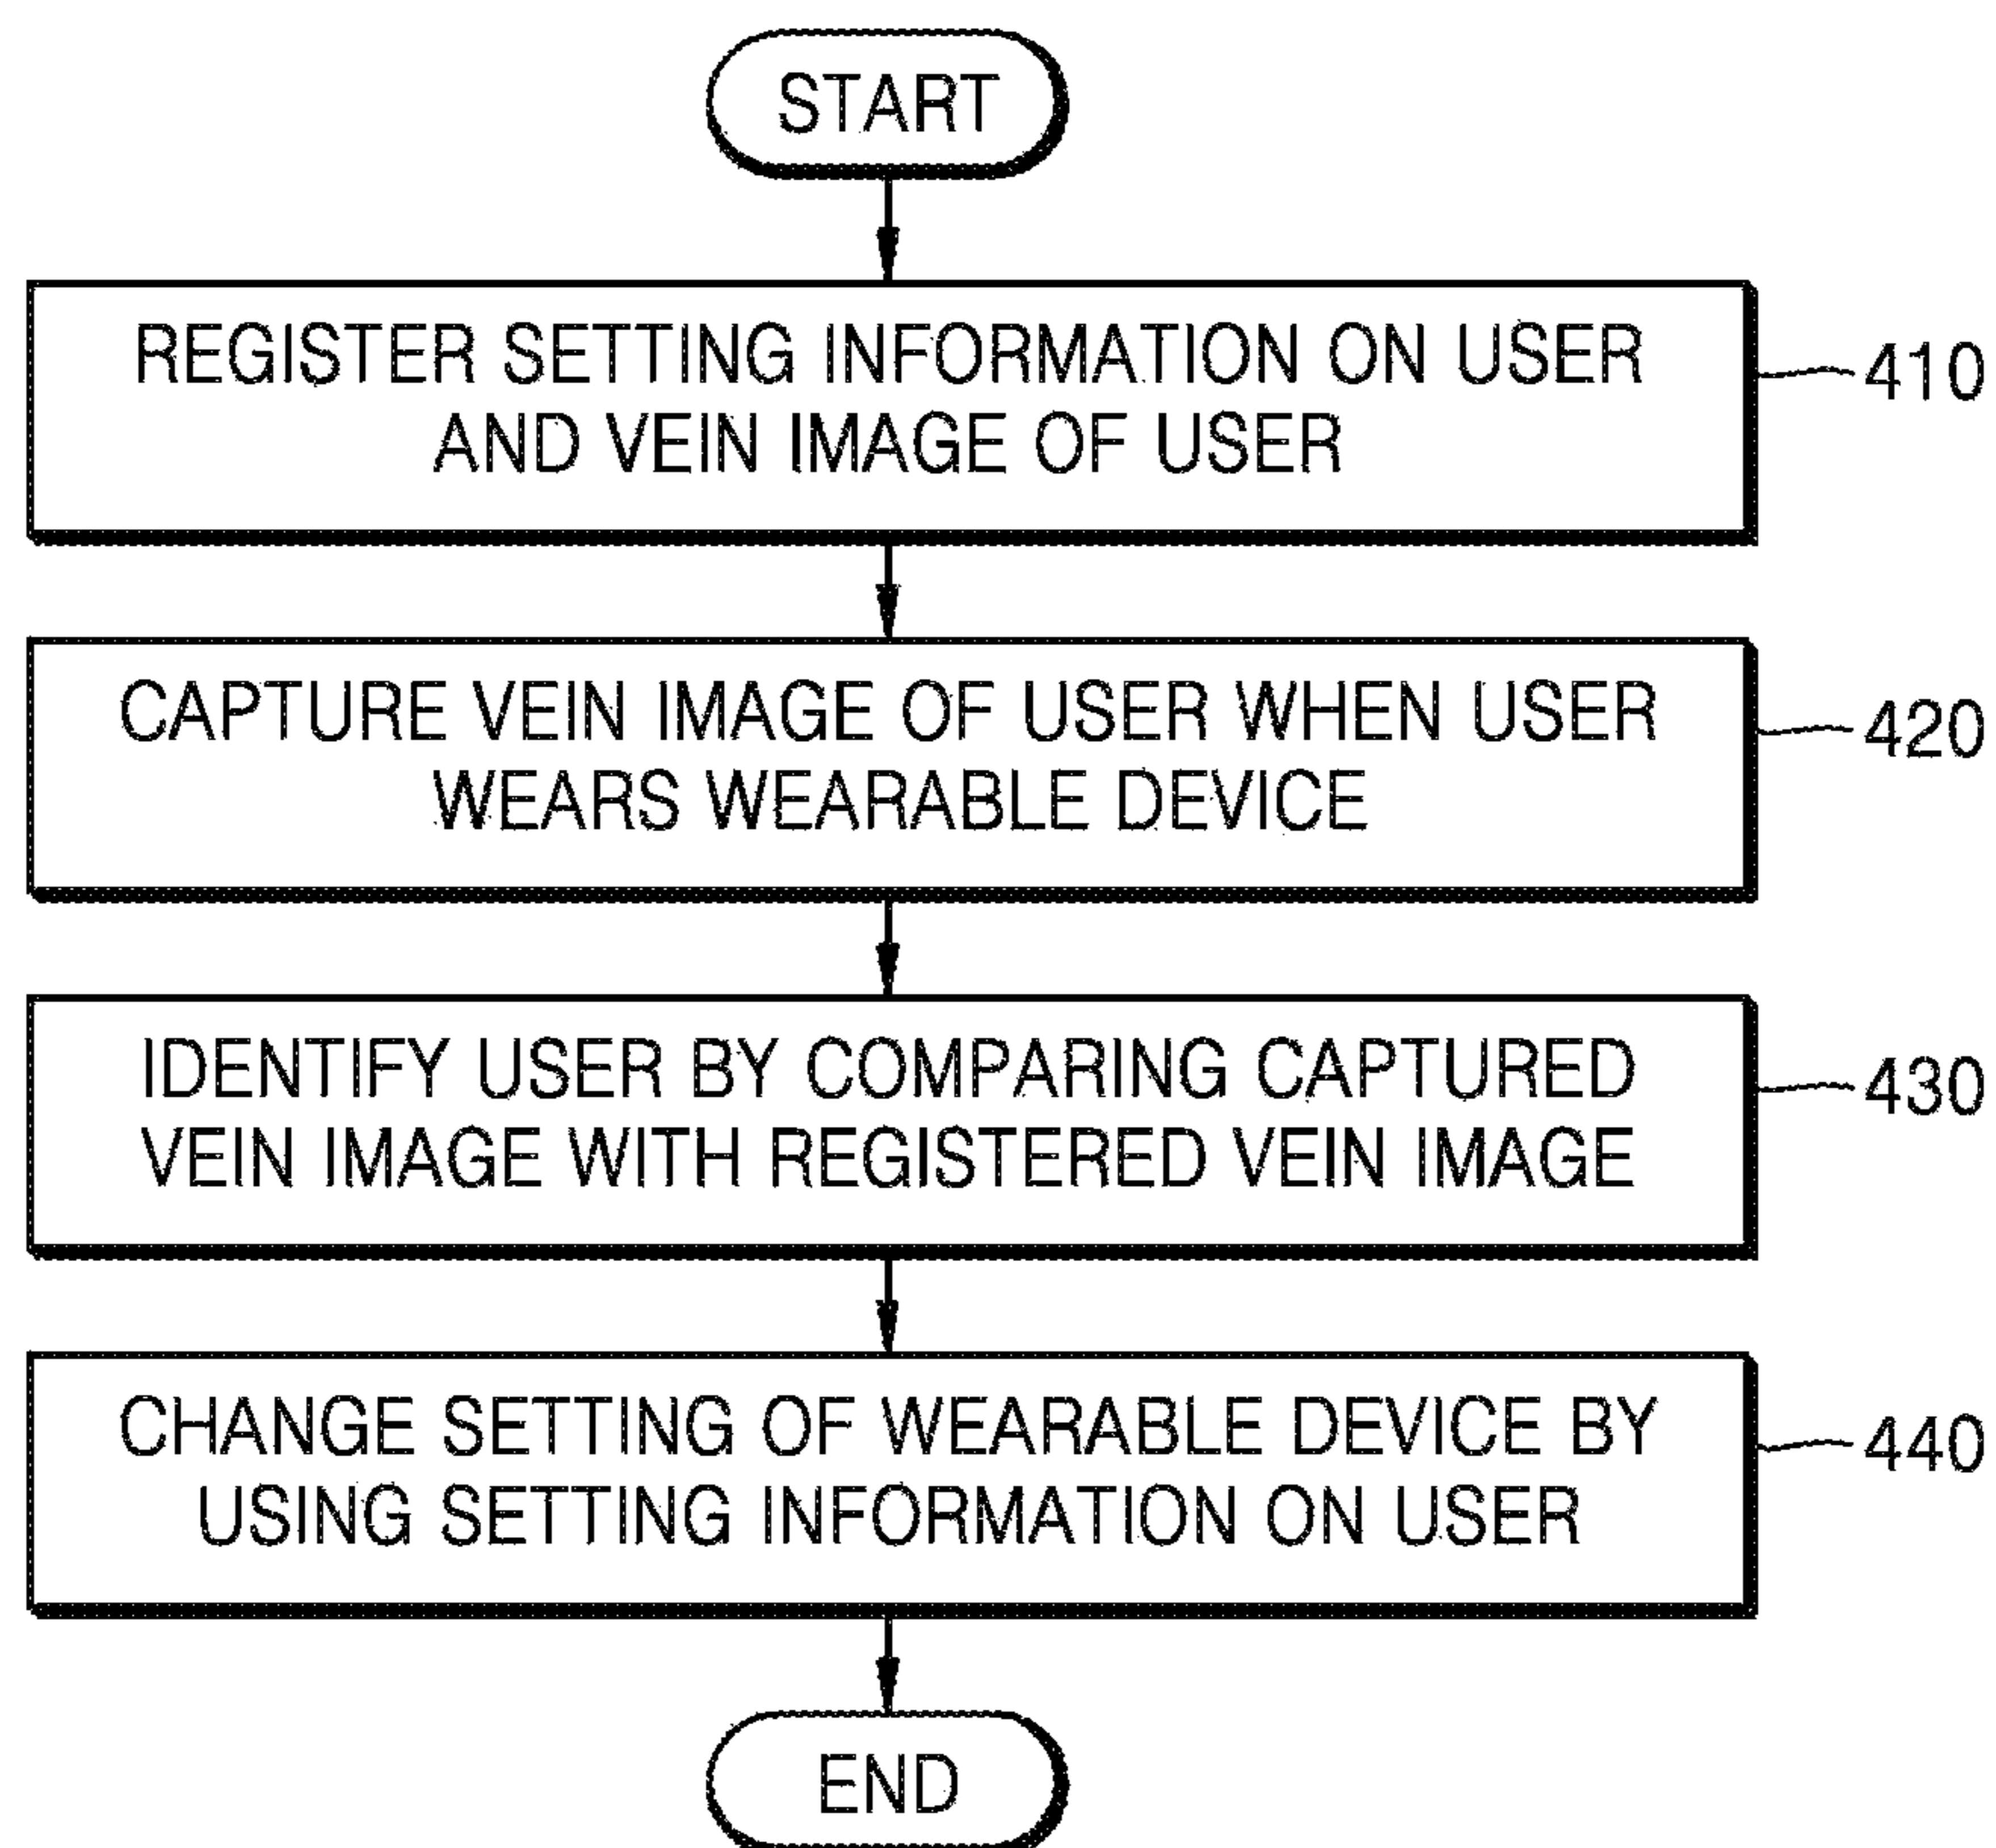 START
REGISTER SETTING INFORMATION ON USER
AND VEIN IMAGE OF USER
410
CAPTURE VEIN IMAGE OF USER WHEN USER
WEARS WEARABLE DEVICE
420
IDENTIFY USER BY COMPARING CAPTURED
VEIN IMAGE WITH REGISTERED VEIN IMAGE
430
CHANGE SETTING OF WEARABLE DEVICE BY
USING SETTING INFORMATION ON USER
440
END